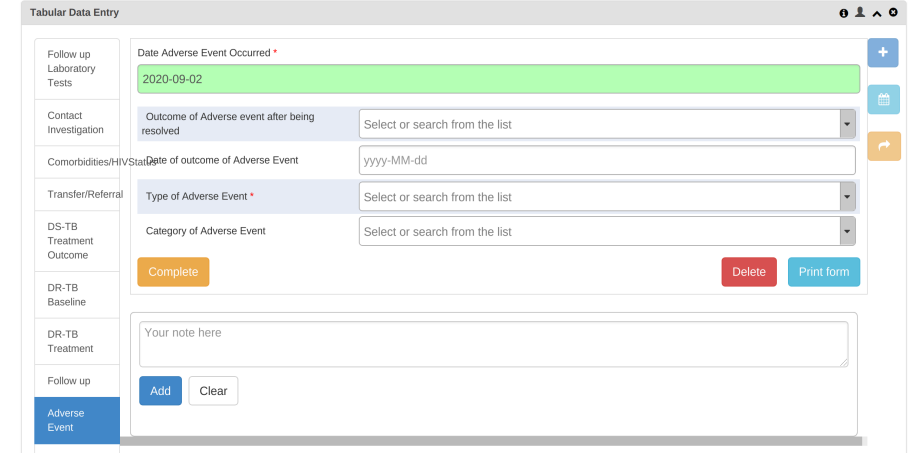 Tabular Data Entry
Follow up
Laboratory
Tests
Contact
Investigation
Comorbidities/HIVStatus
Transfer/Referral
DS-TB
Treatment
Outcome
DR-TB
Baseline
DR-TB
Treatment
Follow up
Adverse
Event
Date Adverse Event Occurred *
2020-09-02
Outcome of Adverse event after being
resolved
Select or search from the list
Date of outcome of Adverse Event
yyyy-MM-dd
Type of Adverse Event *
Select or search from the list
Category of Adverse Event
Select or search from the list
Complete
Delete
Print form
Your note here
Add
Clear